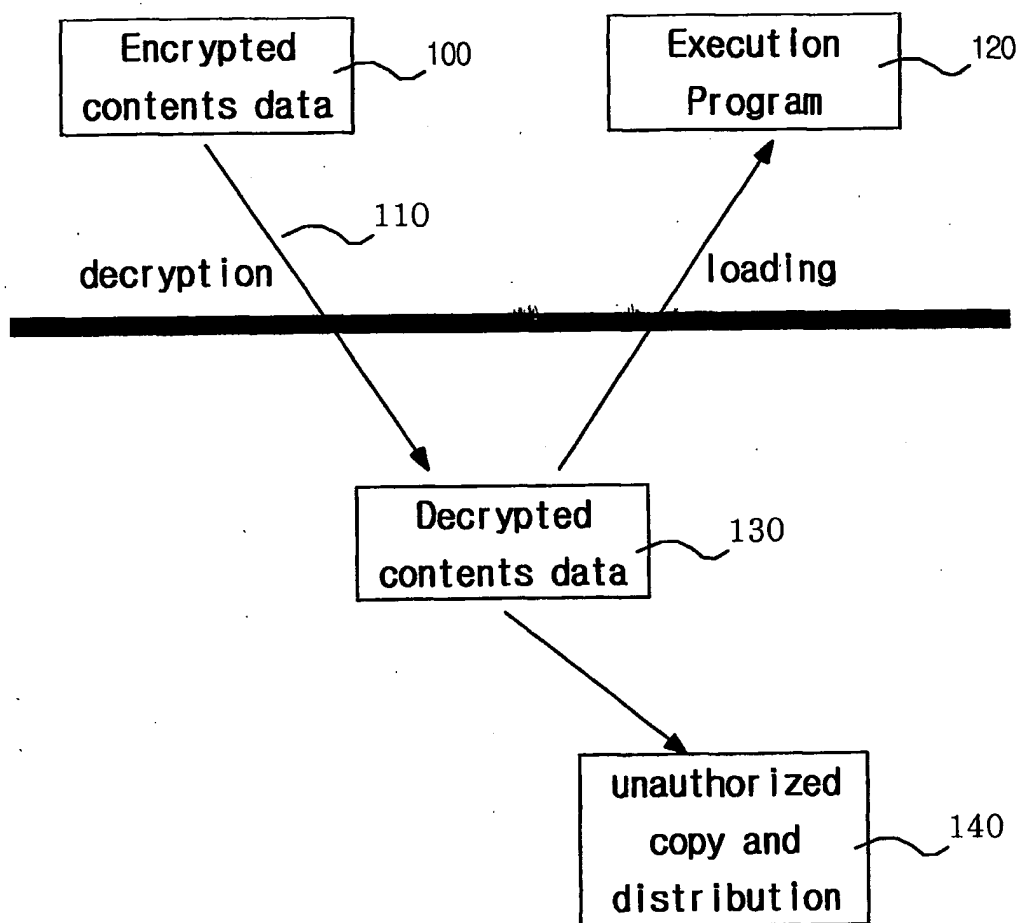 Encrypted
contents data
100
Execution
Program
120
110
decryption
loading
Decrypted
contents data
130
unauthorized
copy and
distribution
140